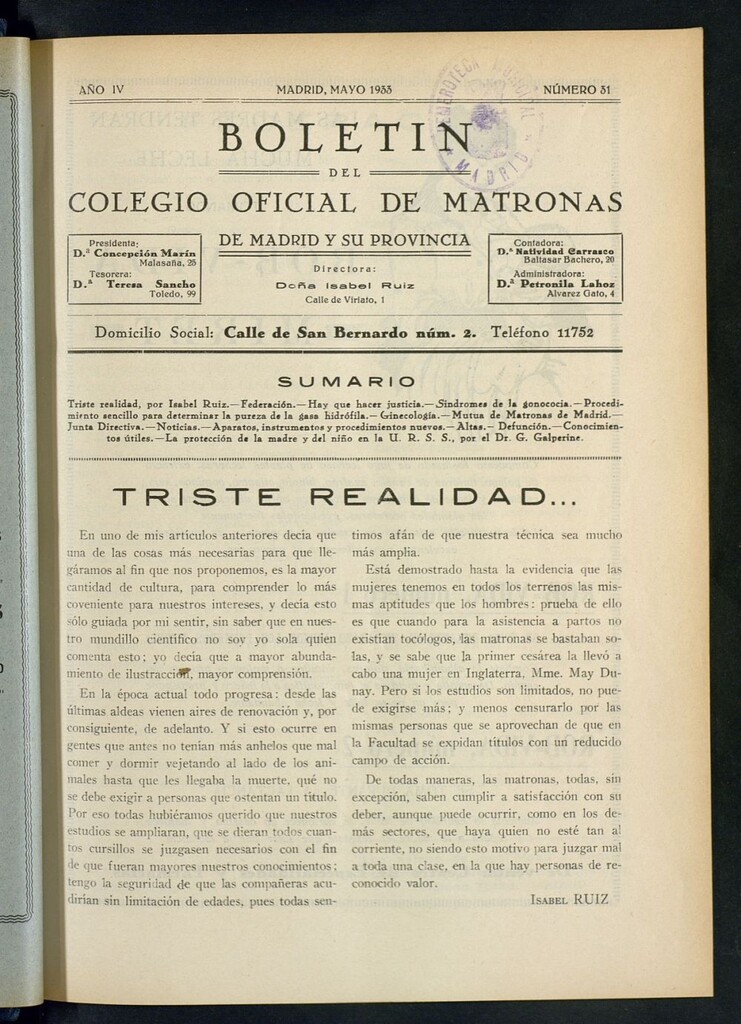 AÑO IV
MADRID, MAYO 1933
NÚMERO 31
HEMEROTECA MUNICIPAL
* MADRID *
BOLETIN
DEL
COLEGIO OFICIAL DE MATRONAS
DE MADRID Y SU PROVINCIA
Presidenta:
D.ª Concepción Marín
Malasaña, 25
Tesorera:
D.ª Teresa Sancho
Toledo, 99
Directora:
Doña Isabel Ruiz
Calle de Viriato, 1
Contadora:
D.ª Natividad Carrasco
Baltasar Bachero, 20
Administradora:
D.ª Petronila Lahoz
Alvarez Gato, 4
Domicilio Social: Calle de San Bernardo núm. 2. Teléfono 11752
SUMARIO
Triste realidad, por Isabel Ruiz.—Federación.—Hay que hacer justicia.—Síndromes de la gonococia.—Procedi-
miento sencillo para determinar la pureza de la gasa hidrófila.—Ginecología.—Mutua de Matronas de Madrid.—
Junta Directiva.—Noticias.—Aparatos, instrumentos y procedimientos nuevos.—Altas.—Defunción.—Conocimien-
tos útiles.—La protección de la madre y del niño en la U. R. S. S., por el Dr. G. Galperine.
TRISTE REALIDAD...
En uno de mis artículos anteriores decía que
una de las cosas más necesarias para que lle-
gáramos al fin que nos proponemos, es la mayor
cantidad de cultura, para comprender lo más
coveniente para nuestros intereses, y decía esto
sólo guiada por mi sentir, sin saber que en nues-
tro mundillo científico no soy yo sola quien
comenta esto; yo decía que a mayor abunda-
miento de ilustracción, mayor comprensión.
En la época actual todo progresa: desde las
últimas aldeas vienen aires de renovación y, por
consiguiente, de adelanto. Y si esto ocurre en
gentes que antes no tenían más anhelos que mal
comer y dormir vejetando al lado de los ani-
males hasta que les llegaba la muerte, qué no
se debe exigir a personas que ostentan un título.
Por eso todas hubiéramos querido que nuestros
estudios se ampliaran, que se dieran todos cuan-
tos cursillos se juzgasen necesarios con el fin
de que fueran mayores nuestros conocimientos;
tengo la seguridad de que las compañeras acu-
dirían sin limitación de edades, pues todas sen-
timos afán de que nuestra técnica sea mucho
más amplia.
Está demostrado hasta la evidencia que las
mujeres tenemos en todos los terrenos las mis-
mas aptitudes que los hombres: prueba de ello
es que cuando para la asistencia a partos no
existían tocólogos, las matronas se bastaban so-
las, y se sabe que la primer cesárea la llevó a
cabo una mujer en Inglaterra, Mme. May Du-
nay. Pero si los estudios son limitados, no pue-
de exigirse más; y menos censurarlo por las
mismas personas que se aprovechan de que en
la Facultad se expidan títulos con un reducido
campo de acción.
De todas maneras, las matronas, todas, sin
excepción, saben cumplir a satisfacción con su
deber, aunque puede ocurrir, como en los de-
más sectores, que haya quien no esté tan al
corriente, no siendo esto motivo para juzgar mal
a toda una clase, en la que hay personas de re-
conocido valor.
ISABEL RUIZ